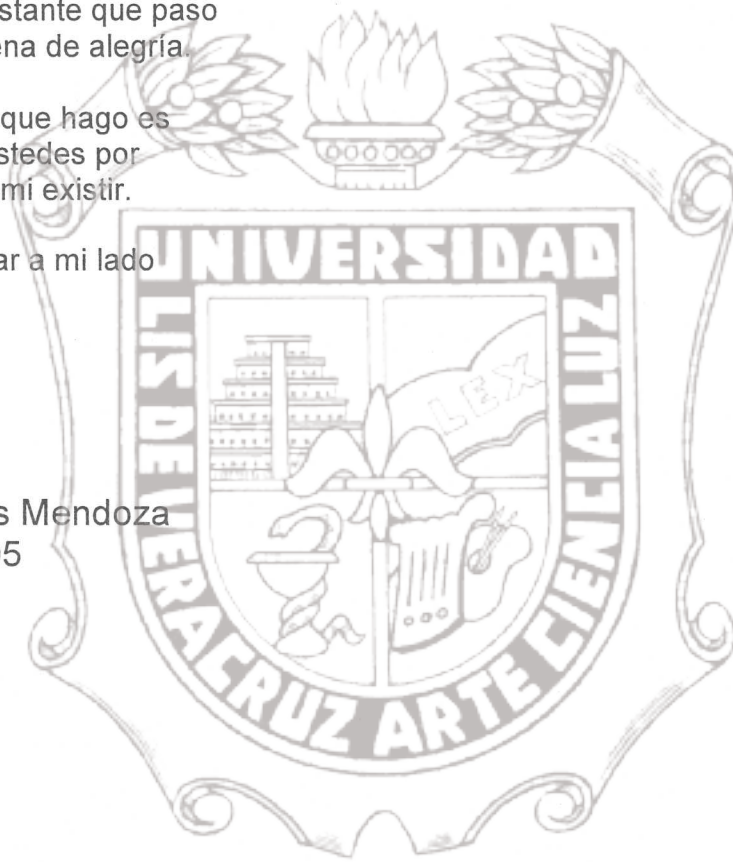 stante que paso
ena de alegría.
que hago es
stedes por
mi existir.
ar a mi lado
s Mendoza
95
UNIVERSIDAD
LIS DE VERACRUZ ARTE CIENCIA LUZ
LEX